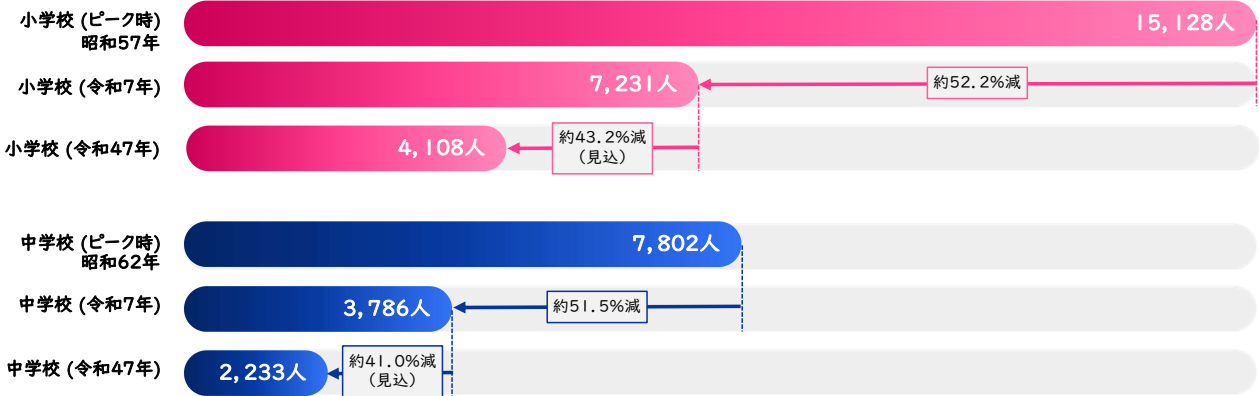 小学校 (ピーク時)
昭和57年
15,128人
小学校 (令和7年)
7,231人
約52.2%減
小学校 (令和47年)
4,108人
約43.2%減
(見込)
中学校 (ピーク時)
昭和62年
7,802人
中学校 (令和7年)
3,786人
約51.5%減
中学校 (令和47年)
2,233人
約41.0%減
(見込)